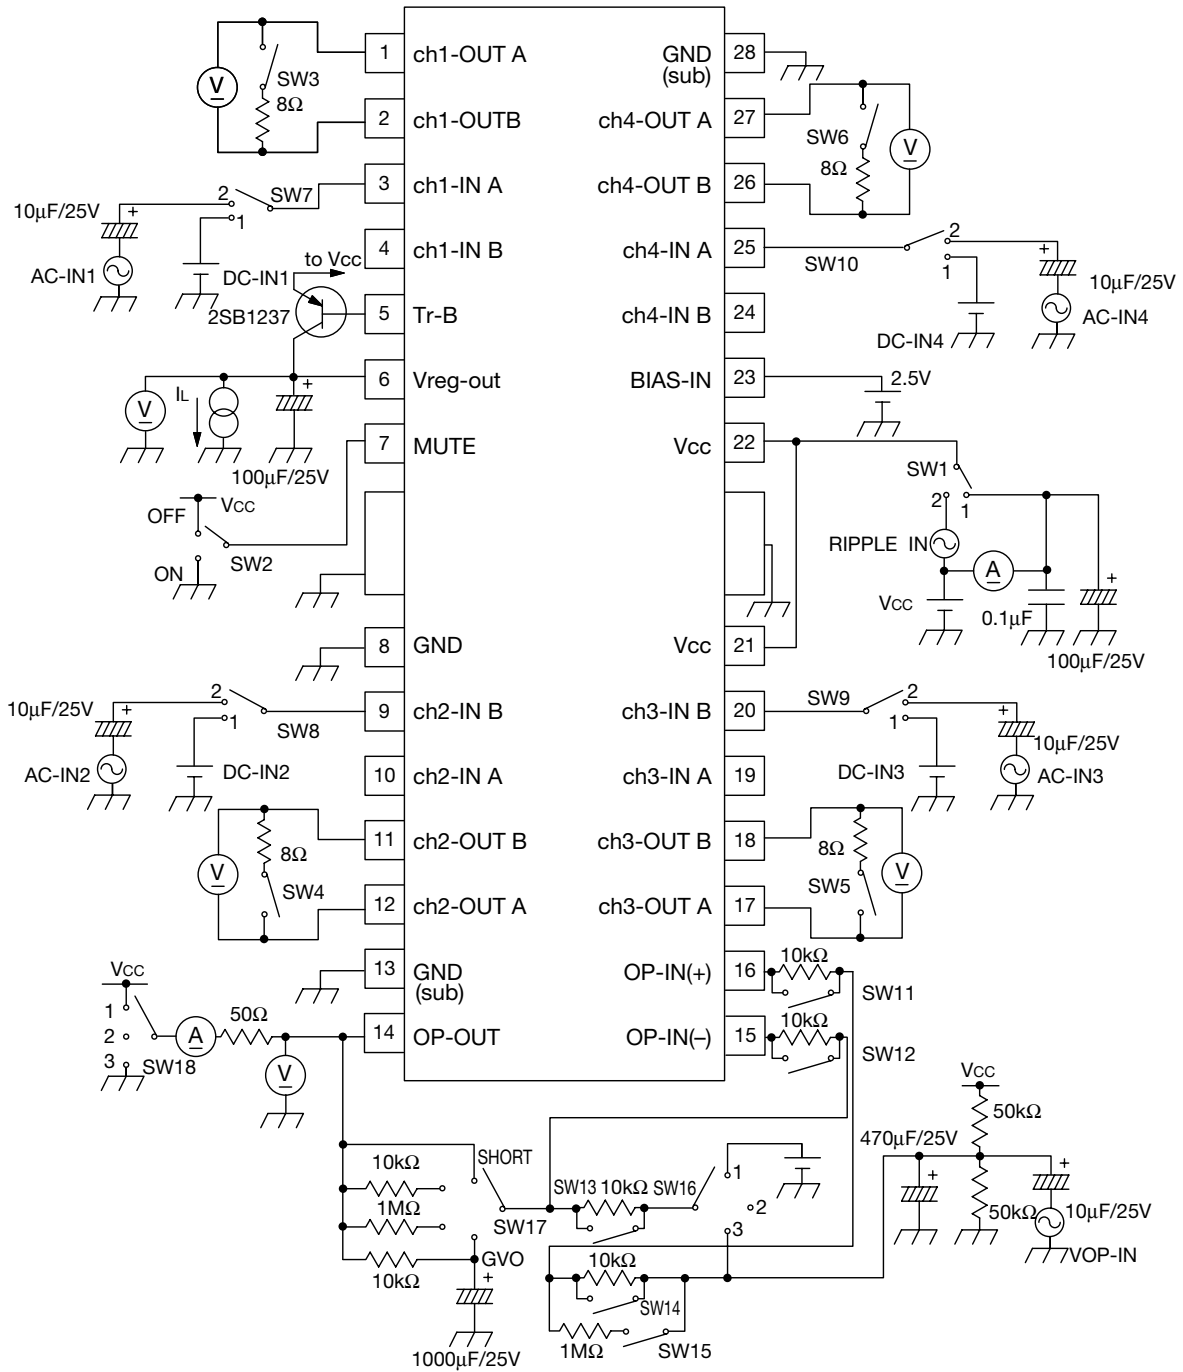 1
ch1-OUT A
GND
(sub)
28
V
SW3
8Ω
2
ch1-OUTB
ch4-OUT A
27
SW6
8Ω
V
3
ch1-IN A
ch4-OUT B
26
10µF/25V
+
2
SW7
1
4
ch1-IN B
ch4-IN A
25
SW10
2
1
+
10µF/25V
AC-IN1
DC-IN1
to Vcc
2SB1237
5
Tr-B
ch4-IN B
24
DC-IN4
AC-IN4
6
Vreg-out
BIAS-IN
23
2.5V
V
IL
+
100µF/25V
7
MUTE
Vcc
22
SW1
2
1
VCC
OFF
SW2
ON
RIPPLE IN
A
VCC
0.1µF
+
100µF/25V
8
GND
Vcc
21
10µF/25V
+
2
1
SW8
9
ch2-IN B
ch3-IN B
20
SW9
2
1
+
10µF/25V
AC-IN2
DC-IN2
10
ch2-IN A
ch3-IN A
19
DC-IN3
AC-IN3
V
8Ω
SW4
11
ch2-OUT B
ch3-OUT B
18
8Ω
SW5
V
12
ch2-OUT A
ch3-OUT A
17
13
GND
(sub)
OP-IN(+)
16
10kΩ
SW11
VCC
1
2
3
SW18
A
50Ω
14
OP-OUT
OP-IN(–)
15
10kΩ
SW12
V
VCC
50kΩ
470µF/25V
+
50kΩ
+
10µF/25V
VOP-IN
SHORT
10kΩ
1MΩ
10kΩ
SW17
GVO
+
1000µF/25V
SW13
10kΩ
SW16
1
2
3
10kΩ
SW14
1MΩ
SW15